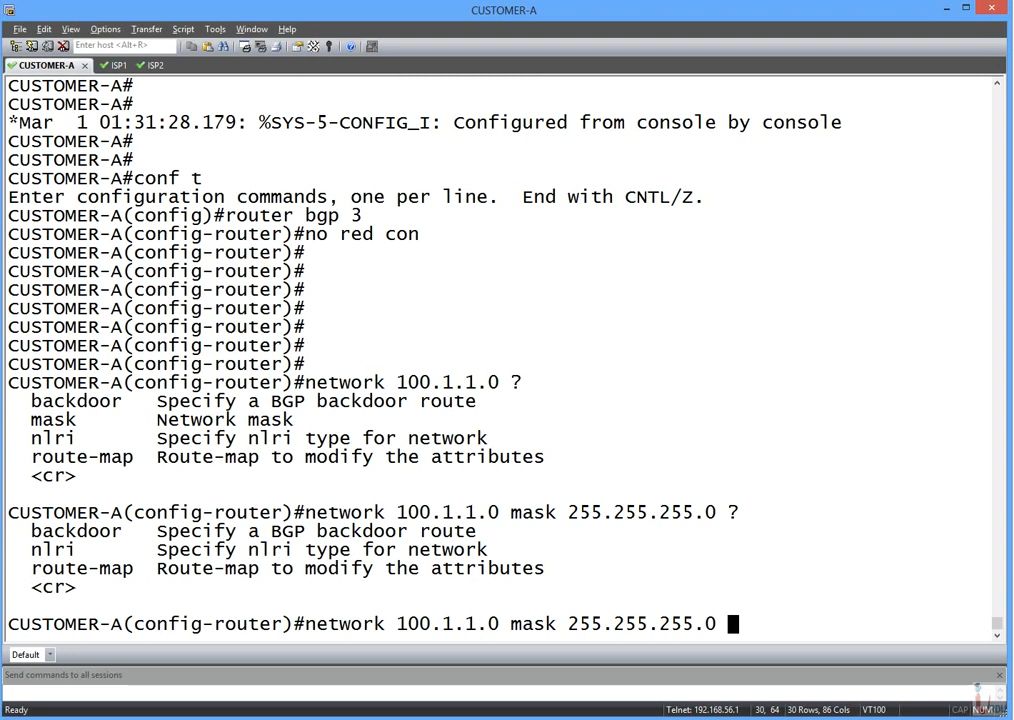 CUSTOMER-A
File Edit View Options Transfer Script Tools Window Help
Enter host <Alt+R>
CUSTOMER-A ISP1 ISP2
CUSTOMER-A#
CUSTOMER-A#
*Mar  1 01:31:28.179: %SYS-5-CONFIG_I: Configured from console by console
CUSTOMER-A#
CUSTOMER-A#
CUSTOMER-A#conf t
Enter configuration commands, one per line.  End with CNTL/Z.
CUSTOMER-A(config)#router bgp 3
CUSTOMER-A(config-router)#no red con
CUSTOMER-A(config-router)#
CUSTOMER-A(config-router)#
CUSTOMER-A(config-router)#
CUSTOMER-A(config-router)#
CUSTOMER-A(config-router)#
CUSTOMER-A(config-router)#
CUSTOMER-A(config-router)#
CUSTOMER-A(config-router)#network 100.1.1.0 ?
  backdoor   Specify a BGP backdoor route
  mask       Network mask
  nlri       Specify nlri type for network
  route-map  Route-map to modify the attributes
  <cr>
CUSTOMER-A(config-router)#network 100.1.1.0 mask 255.255.255.0 ?
  backdoor   Specify a BGP backdoor route
  nlri       Specify nlri type for network
  route-map  Route-map to modify the attributes
  <cr>
CUSTOMER-A(config-router)#network 100.1.1.0 mask 255.255.255.0
Default
Send commands to all sessions
Ready Telnet: 192.168.56.1 30, 64 30 Rows, 86 Cols VT100 CAP NUM